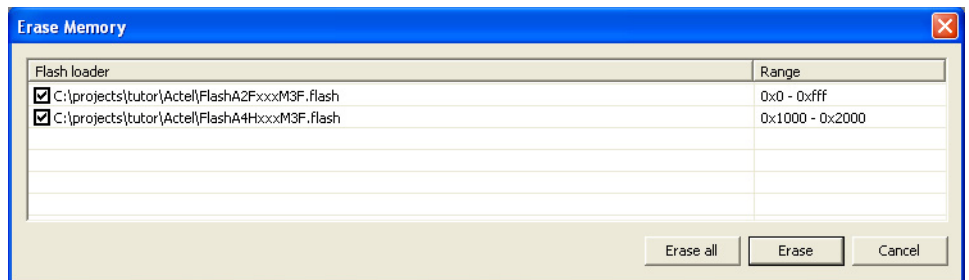 Erase Memory
Flash loader Range
C:\projects\tutor\Actel\FlashA2FxxxM3F.flash 0x0 - 0xfff
C:\projects\tutor\Actel\FlashA4HxxxM3F.flash 0x1000 - 0x2000
Erase all Erase Cancel